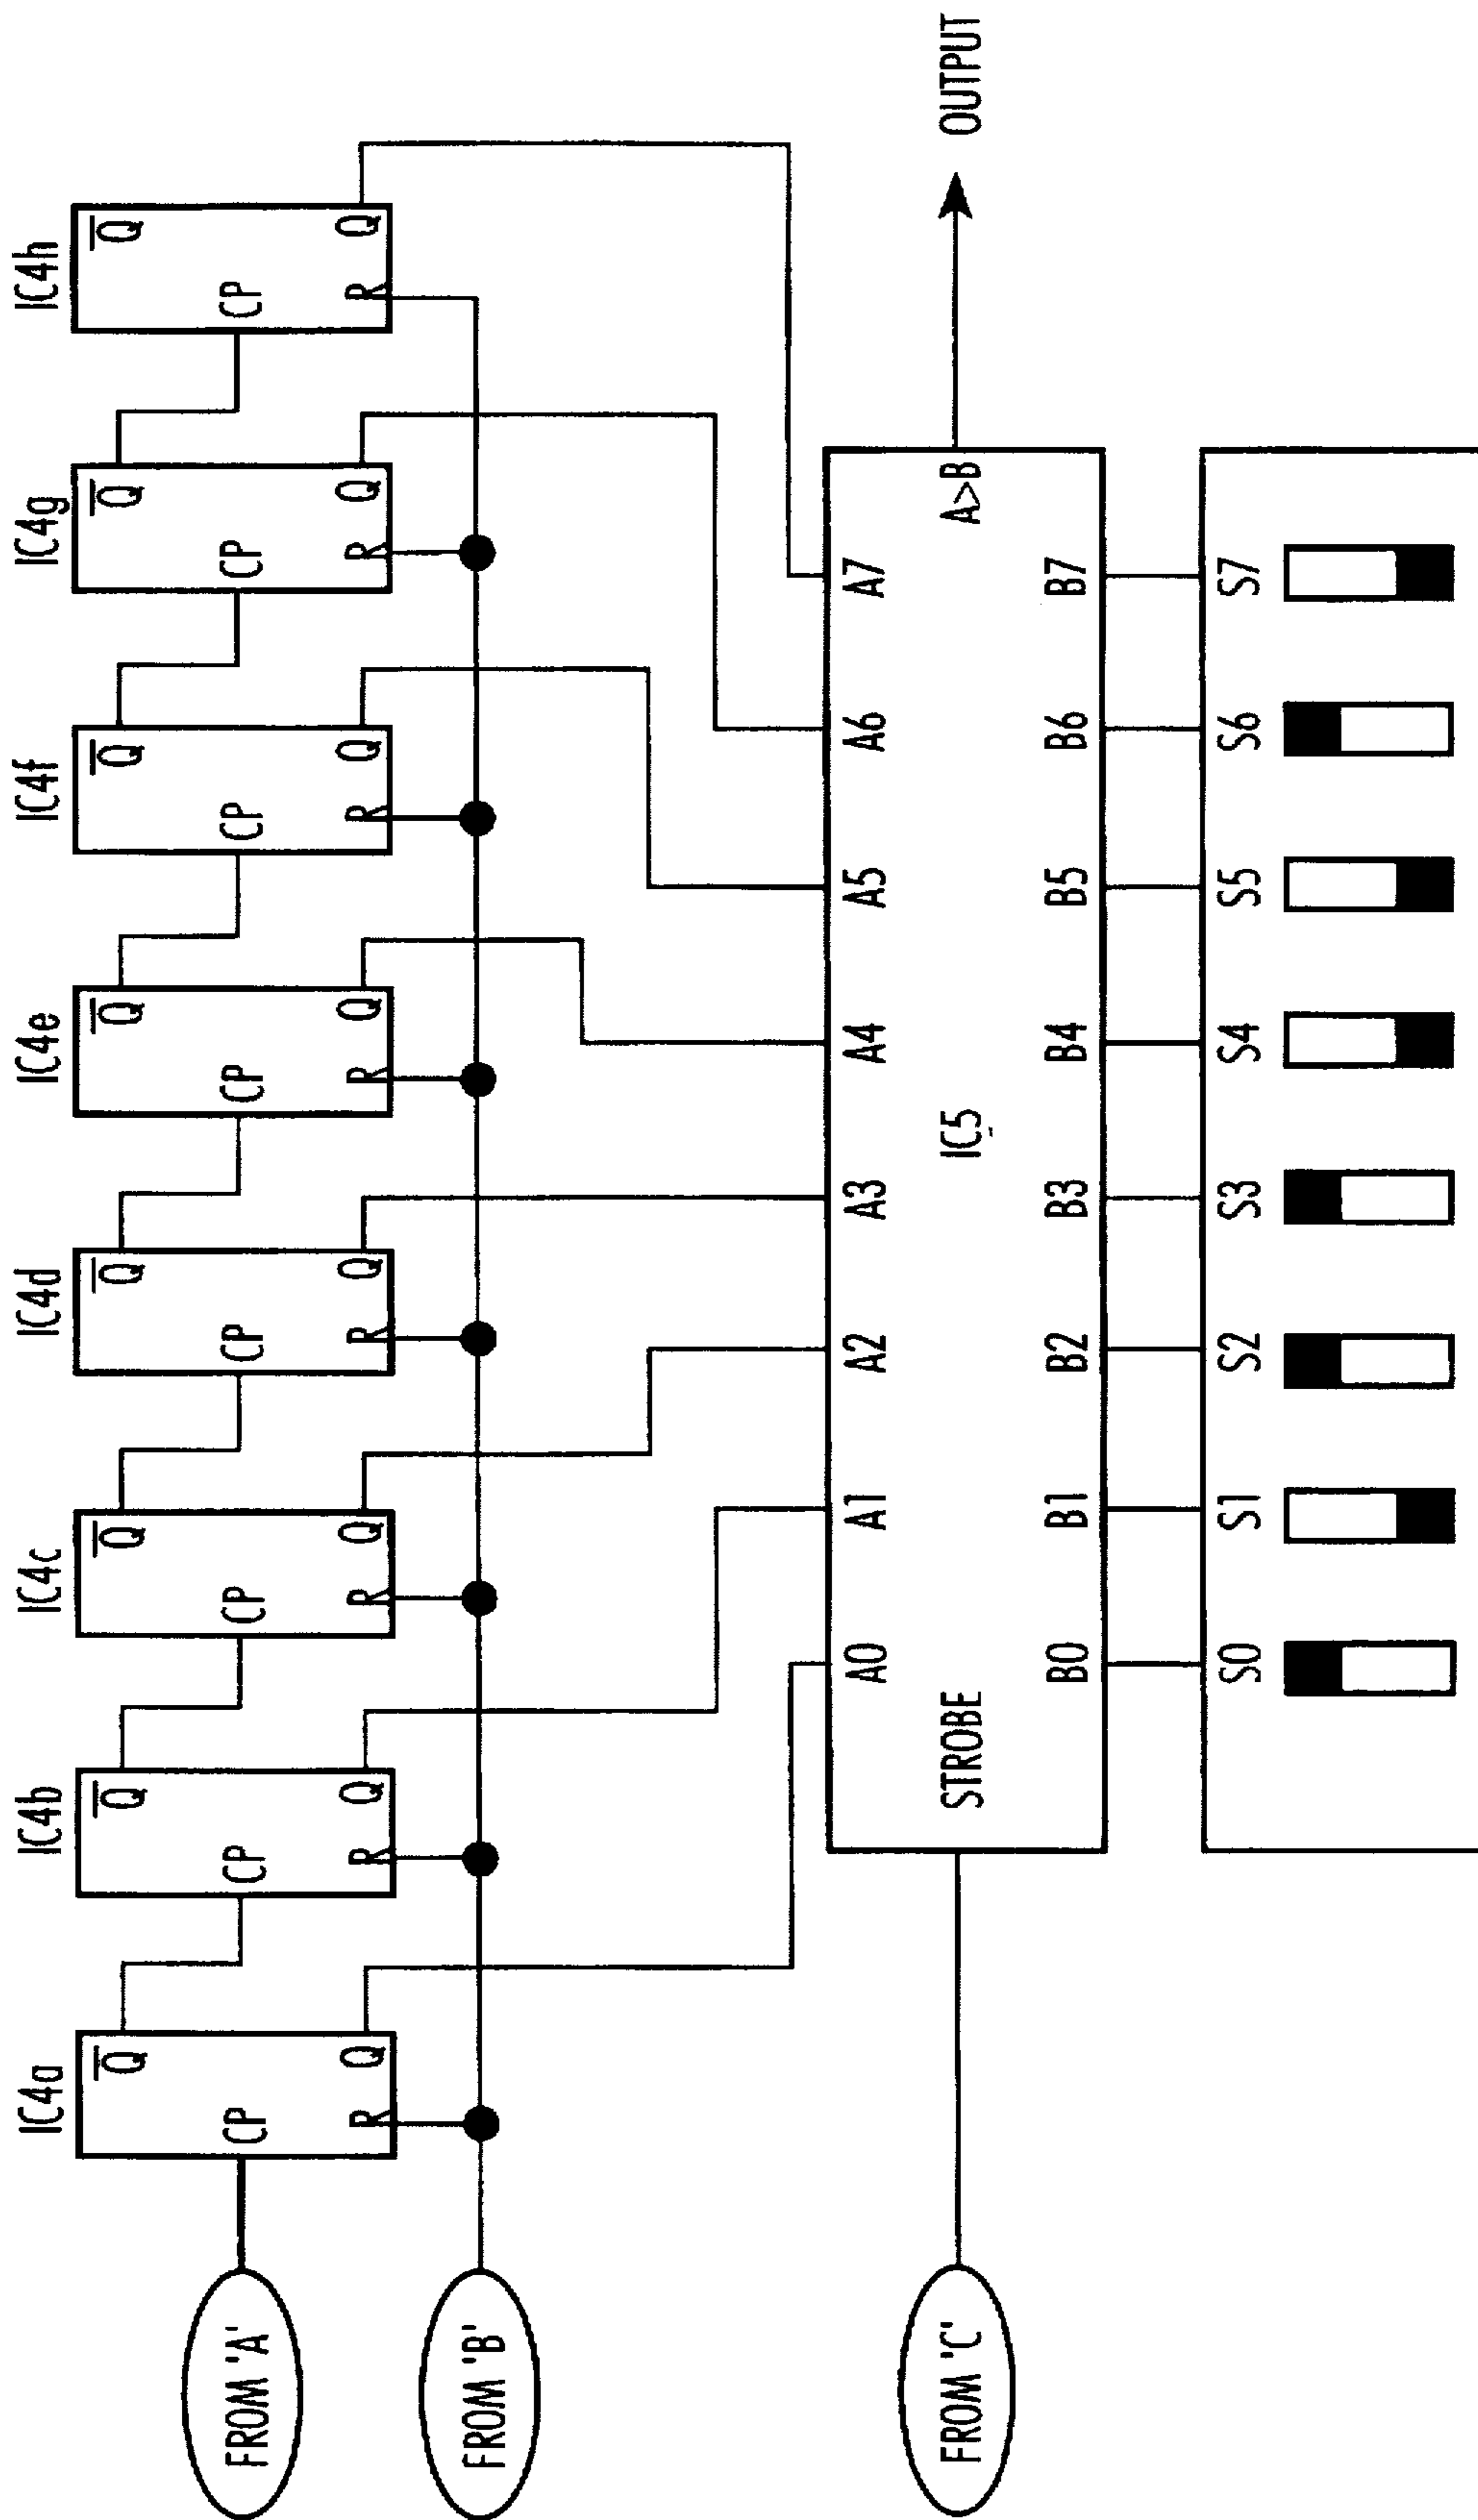 IC4a IC4b IC4c IC4d IC4e IC4f IC4g IC4h
Q Q Q Q Q Q Q Q
CP CP CP CP CP CP CP CP
R Q R Q R Q R Q R Q R Q R Q R Q
FROM 'A'
FROM 'B'
A0 A1 A2 A3 A4 A5 A6 A7
FROM 'C' STROBE IC5 A>B OUTPUT
B0 B1 B2 B3 B4 B5 B6 B7
S0 S1 S2 S3 S4 S5 S6 S7